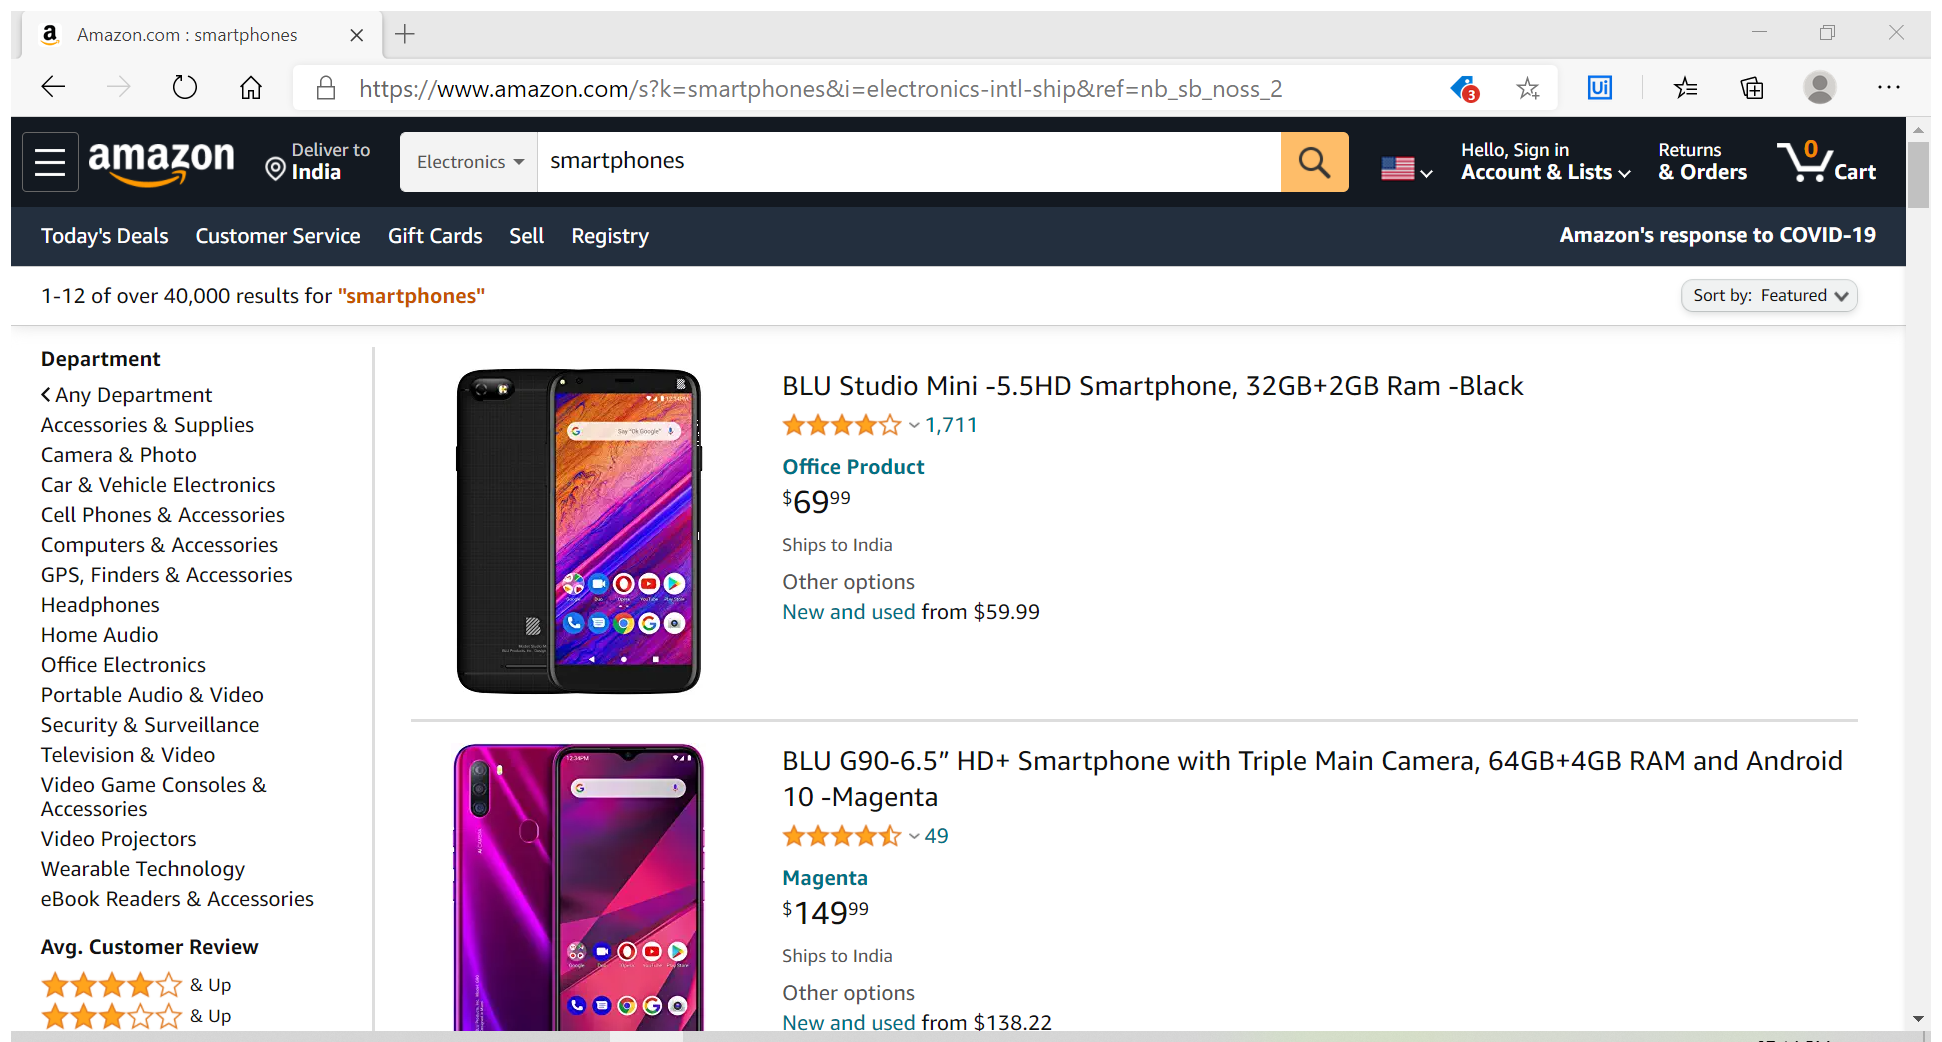 Amazon.com : smartphones
https://www.amazon.com/s?k=smartphones&i=electronics-intl-ship&ref=nb_sb_noss_2
3
Ui
amazon
Deliver to
India
Electronics
smartphones
Hello, Sign in
Account & Lists
Returns
& Orders
0
Cart
Today's Deals Customer Service Gift Cards Sell Registry
Amazon's response to COVID-19
1-12 of over 40,000 results for "smartphones"
Sort by: Featured
Department
Any Department
Accessories & Supplies
Camera & Photo
Car & Vehicle Electronics
Cell Phones & Accessories
Computers & Accessories
GPS, Finders & Accessories
Headphones
Home Audio
Office Electronics
Portable Audio & Video
Security & Surveillance
Television & Video
Video Game Consoles &
Accessories
Video Projectors
Wearable Technology
eBook Readers & Accessories
Avg. Customer Review
& Up
& Up
Say "Ok Google"
BLU Studio Mini -5.5HD Smartphone, 32GB+2GB Ram -Black
1,711
Office Product
$69 99
Ships to India
Other options
New and used from $59.99
12:34PM
BLU G90-6.5” HD+ Smartphone with Triple Main Camera, 64GB+4GB RAM and Android
10 -Magenta
49
Magenta
$149 99
Ships to India
Other options
New and used from $138.22